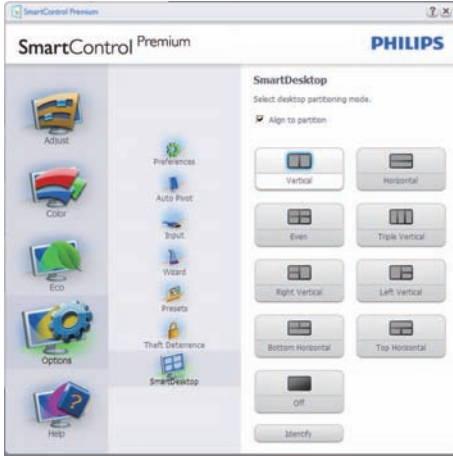 SmartControl Premium
SmartControl Premium
PHILIPS
SmartDesktop
Select desktop partitioning mode.
Align to partition
Adjust
Color
Eco
Options
Help
Preferences
Auto Pivot
Input
Wizard
Presets
Theft Deterrence
SmartDesktop
Vertical
Horizontal
Even
Triple Vertical
Right Vertical
Left Vertical
Bottom Horizontal
Top Horizontal
Off
Identify